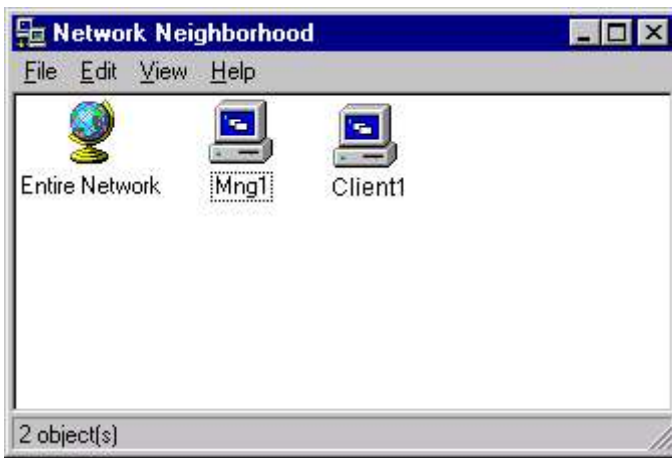 Network Neighborhood
File Edit View Help
Entire Network Mng1 Client1
2 object(s)